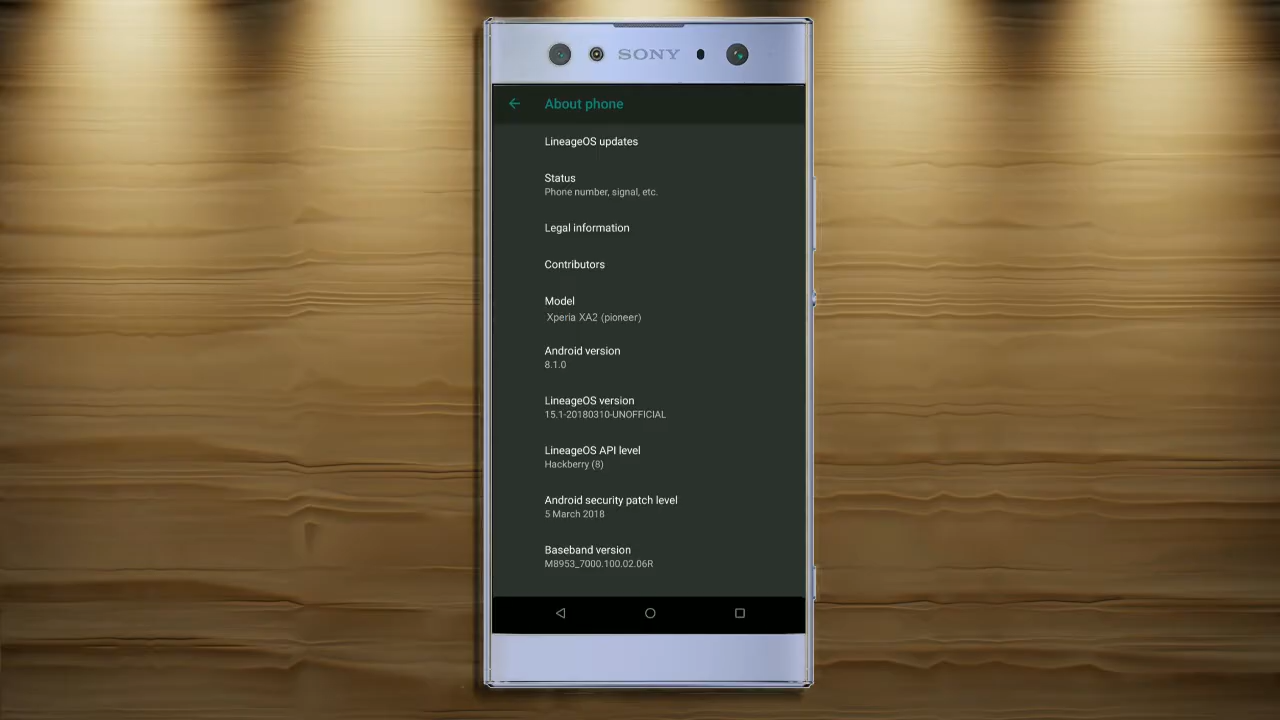 SONY
About phone
LineageOS updates
Status
Phone number, signal, etc.
Legal information
Contributors
Model
Xperia XA2 (pioneer)
Android version
8.1.0
LineageOS version
15.1-20180310-UNOFFICIAL
LineageOS API level
Hackberry (8)
Android security patch level
5 March 2018
Baseband version
M8953_7000.100.02.06R